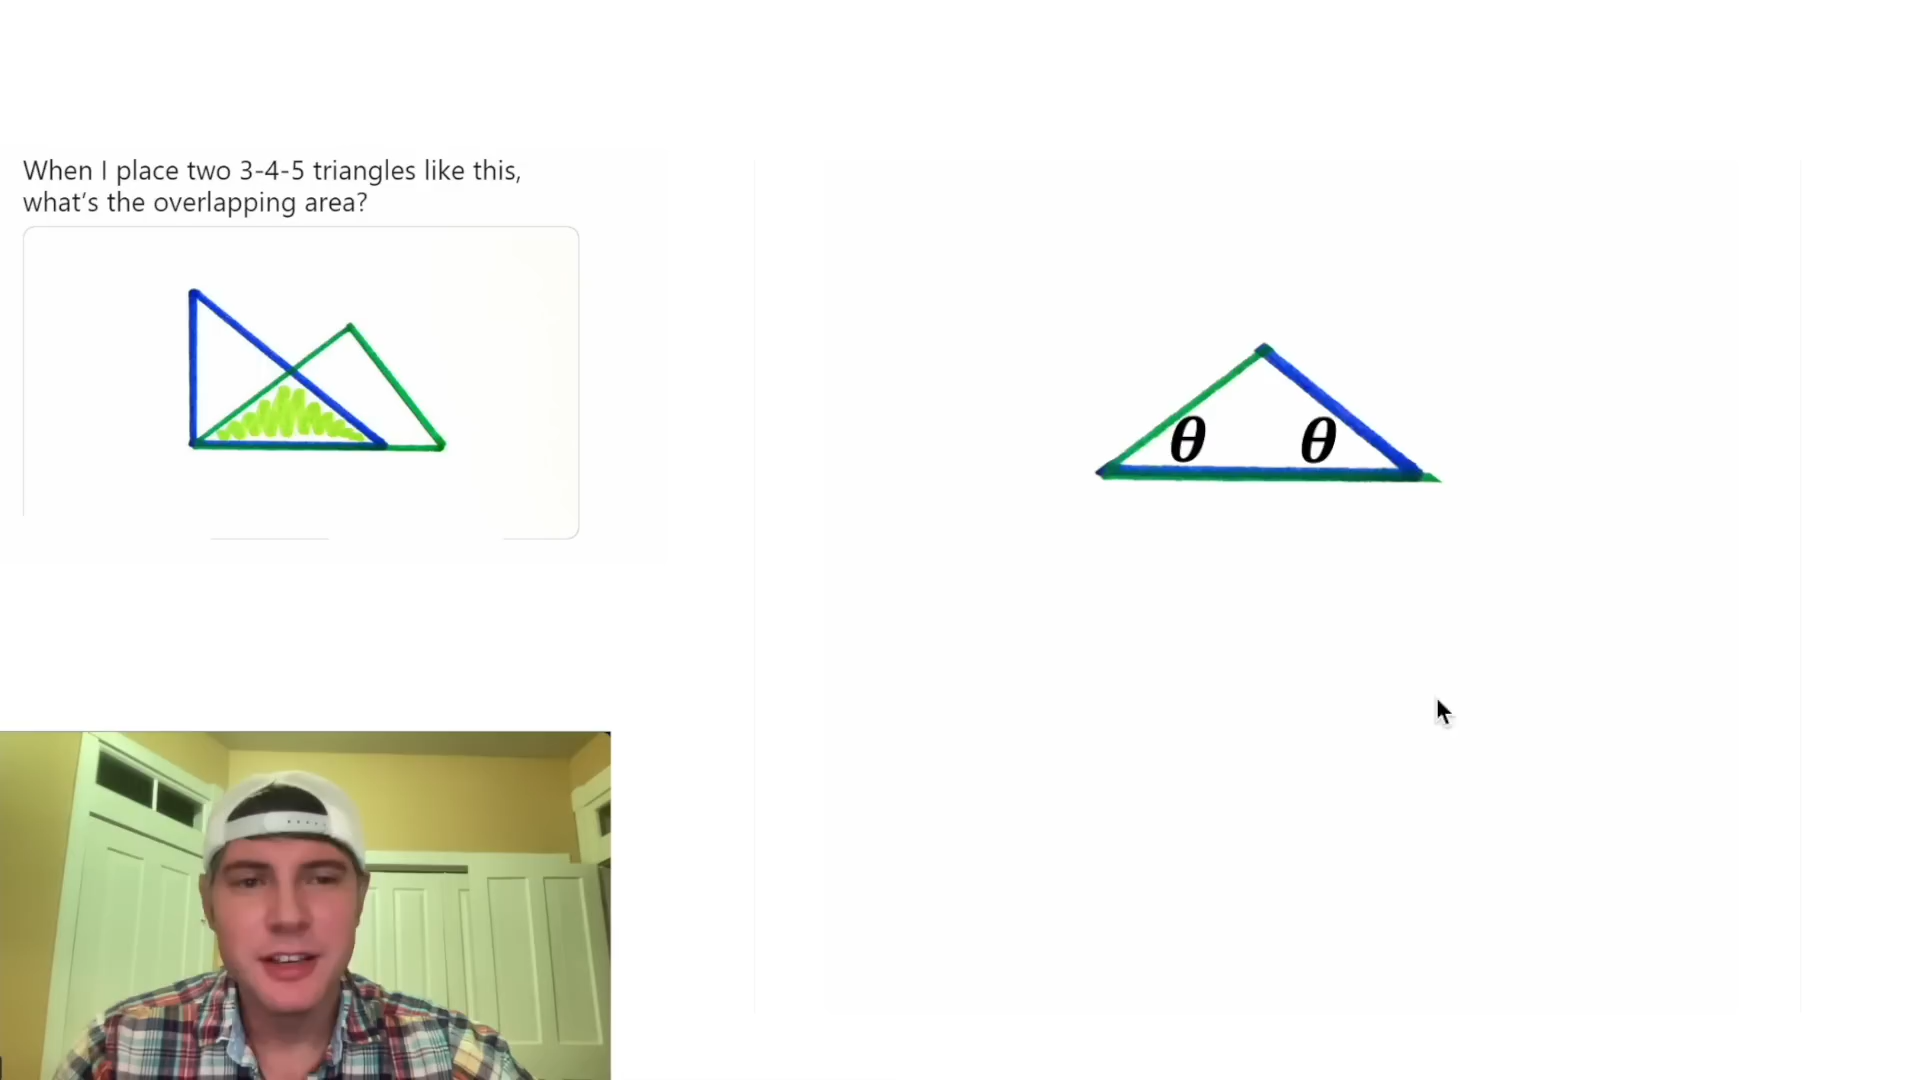 When I place two 3-4-5 triangles like this,
what's the overlapping area?
θ θ